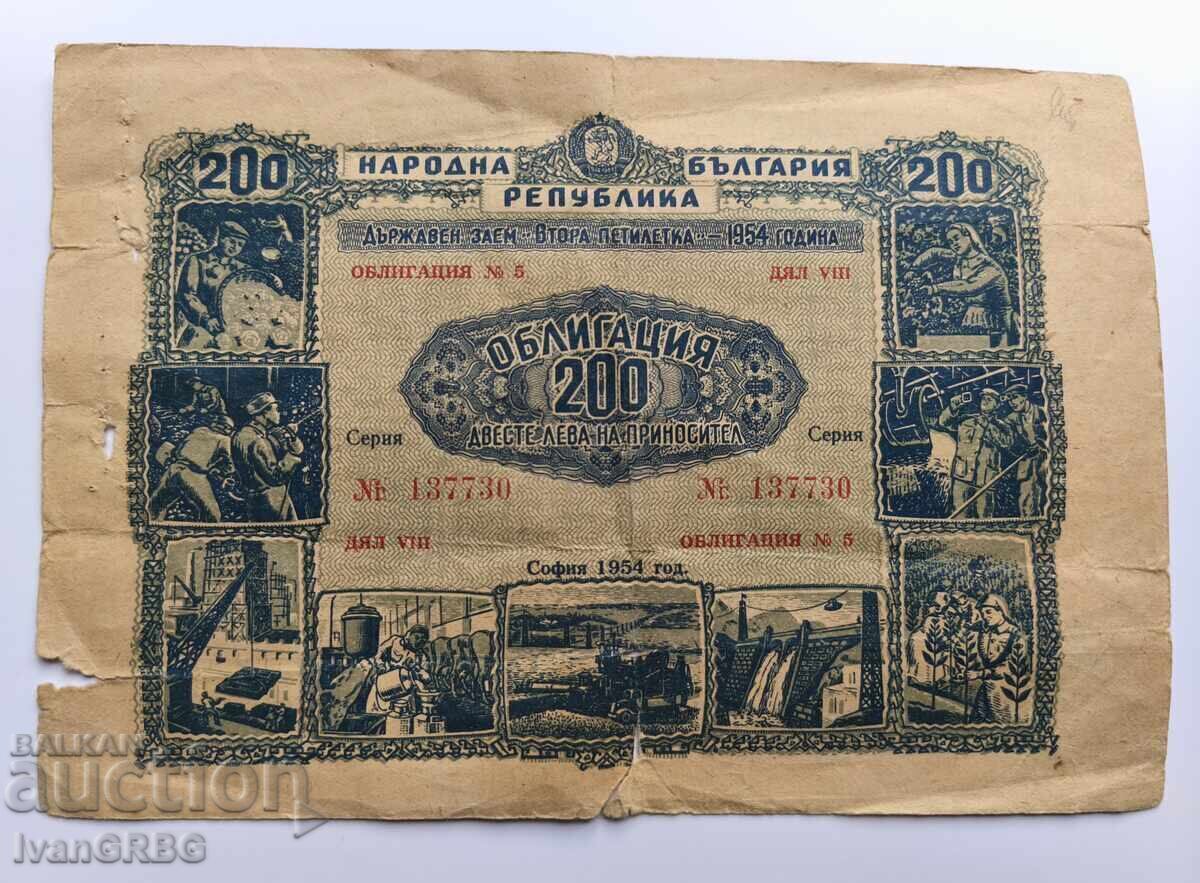 200 НАРОДНА БЪЛГАРИЯ 200
РЕПУБЛИКА
ДЪРЖАВЕН ЗАЕМ „ВТОРА ПЕТИЛЕТКА" – 1954 ГОДИНА
ОБЛИГАЦИЯ № 5 ДЯЛ VIII
ОБЛИГАЦИЯ
200
ДВЕСТЕ ЛЕВА НА ПРИНОСИТЕЛ
Серия Серия
№ 137730 № 137730
ДЯЛ VIII ОБЛИГАЦИЯ № 5
София 1954 год.
BALKAN
auction
IvanGRBG